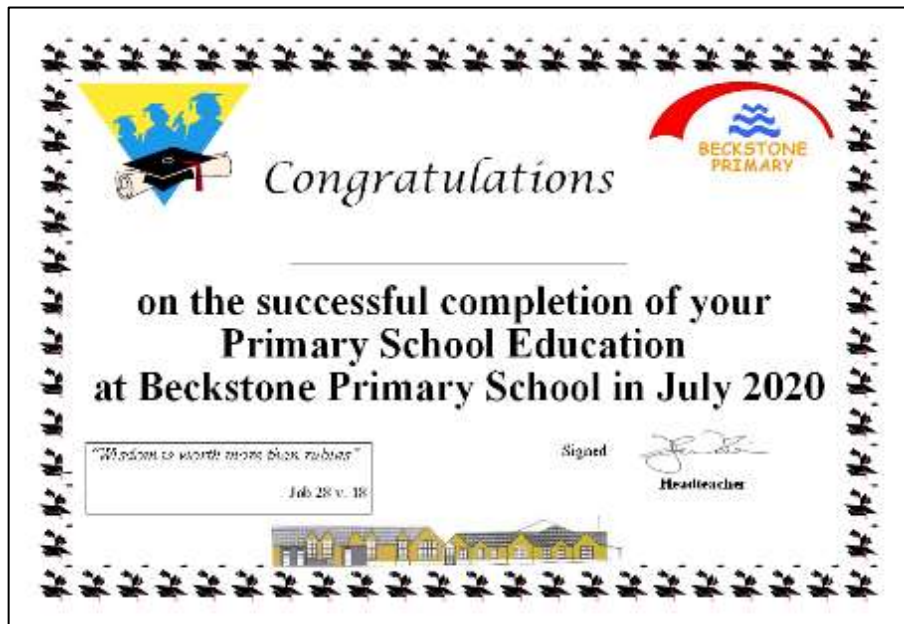 BECKSTONE
PRIMARY
Congratulations
on the successful completion of your
Primary School Education
at Beckstone Primary School in July 2020
"Wisdom is worth more than rubies"
Job 28 v. 18
Signed
Headteacher